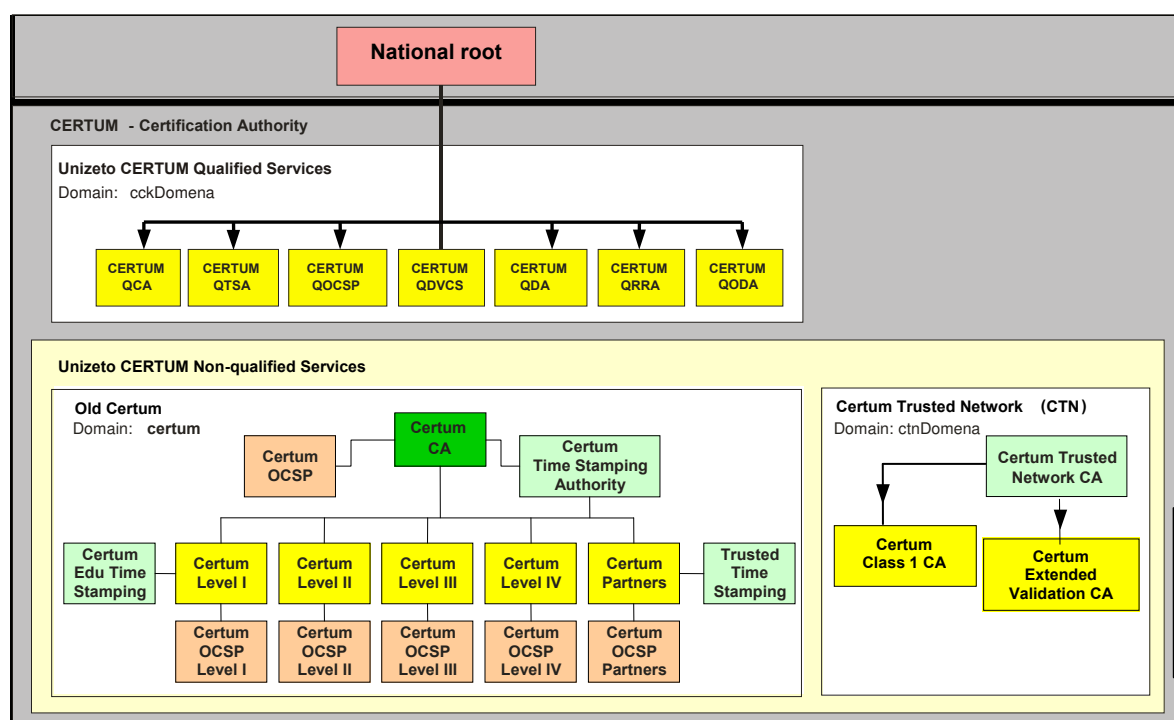 National root
CERTUM - Certification Authority
Unizeto CERTUM Qualified Services
Domain: cckDomena
CERTUM
QCA
CERTUM
QTSA
CERTUM
QOCSP
CERTUM
QDVCS
CERTUM
QDA
CERTUM
QRRA
CERTUM
QODA
Unizeto CERTUM Non-qualified Services
Old Certum
Domain: certum
Certum
OCSP
Certum
CA
Certum
Time Stamping
Authority
Certum
Edu Time
Stamping
Certum
Level I
Certum
Level II
Certum
Level III
Certum
Level IV
Certum
Partners
Trusted
Time
Stamping
Certum
OCSP
Level I
Certum
OCSP
Level II
Certum
OCSP
Level III
Certum
OCSP
Level IV
Certum
OCSP
Partners
Certum Trusted Network (CTN)
Domain: ctnDomena
Certum Trusted
Network CA
Certum
Class 1 CA
Certum
Extended
Validation CA